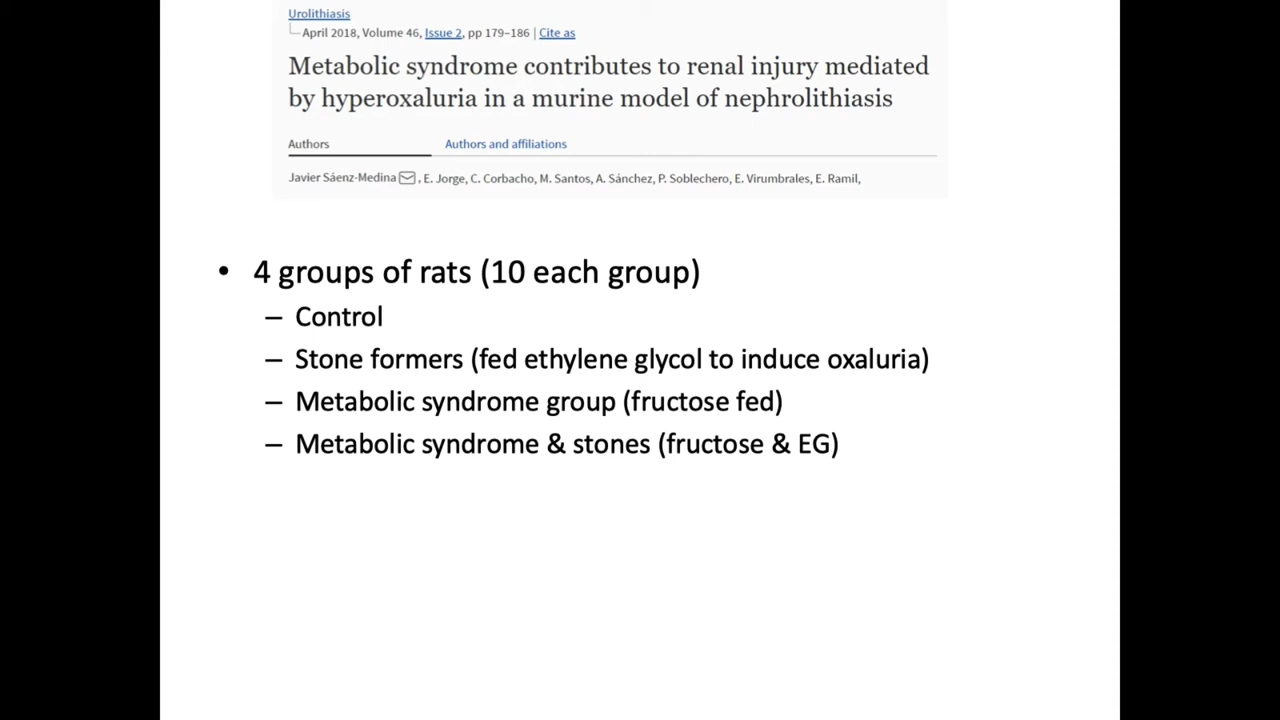 Urolithiasis
April 2018, Volume 46, Issue 2, pp 179–186 | Cite as
Metabolic syndrome contributes to renal injury mediated
by hyperoxaluria in a murine model of nephrolithiasis
Authors Authors and affiliations
Javier Sáenz-Medina , E. Jorge, C. Corbacho, M. Santos, A. Sánchez, P. Soblechero, E. Virumbrales, E. Ramil,
• 4 groups of rats (10 each group)
– Control
– Stone formers (fed ethylene glycol to induce oxaluria)
– Metabolic syndrome group (fructose fed)
– Metabolic syndrome & stones (fructose & EG)